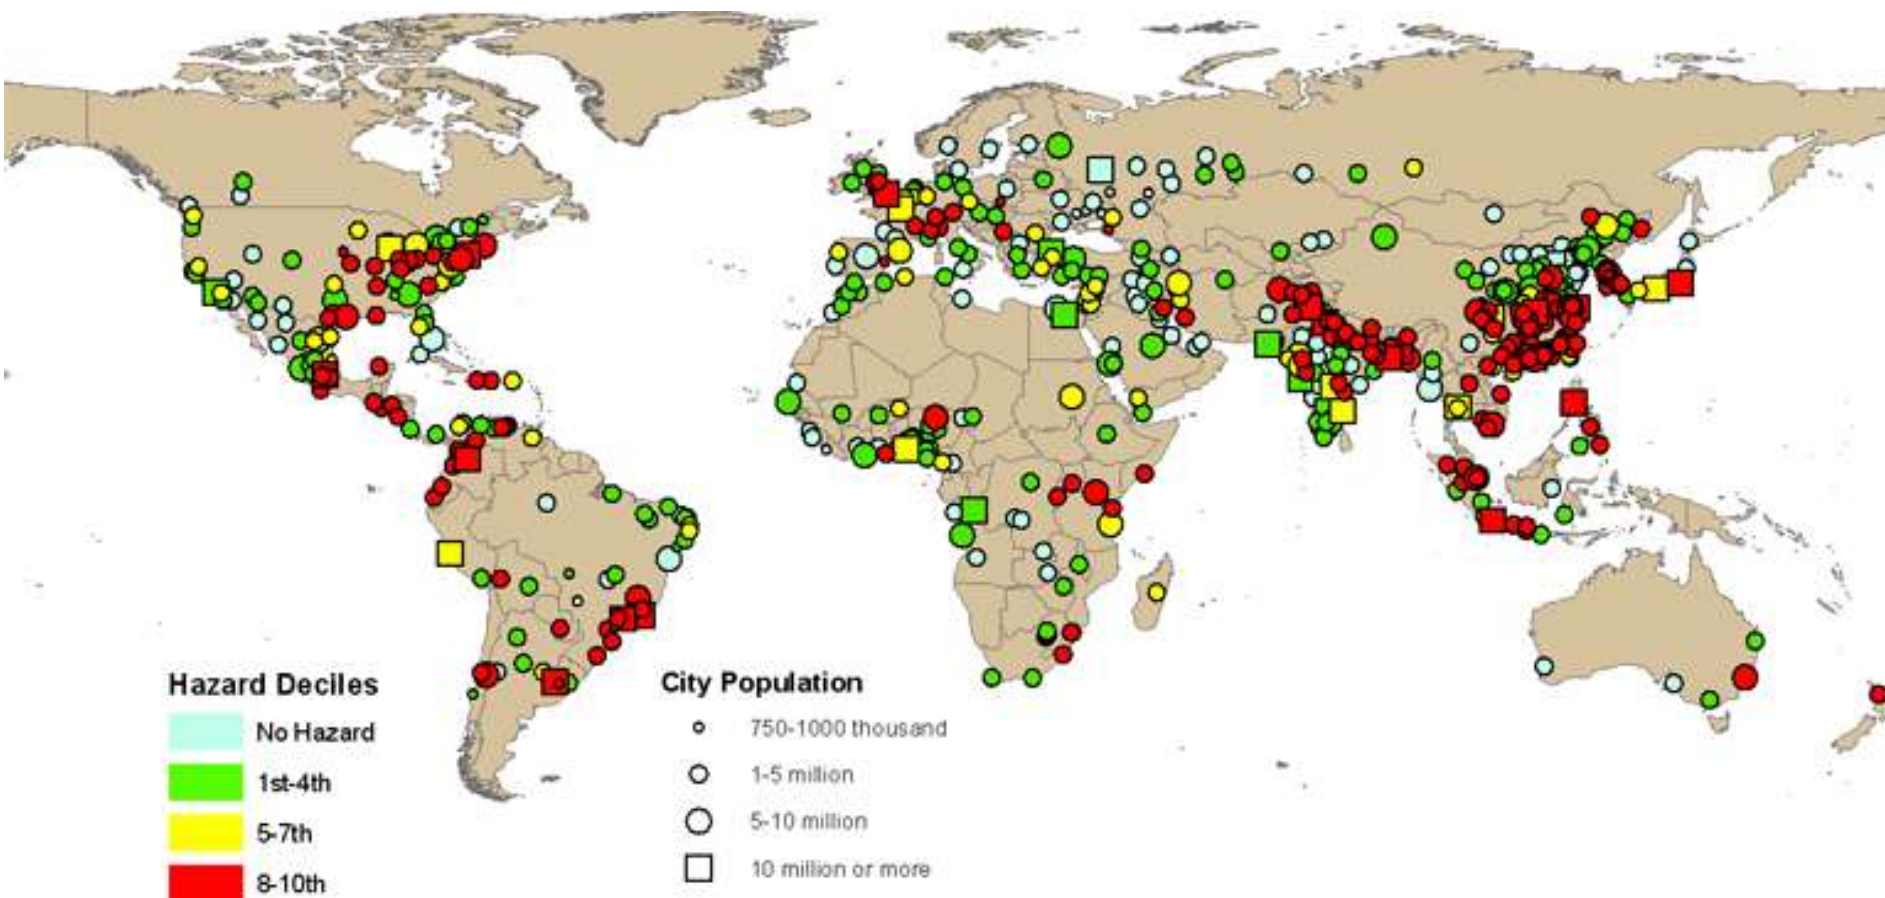 Hazard Deciles
No Hazard
1st-4th
5-7th
8-10th
City Population
750-1000 thousand
1-5 million
5-10 million
10 million or more